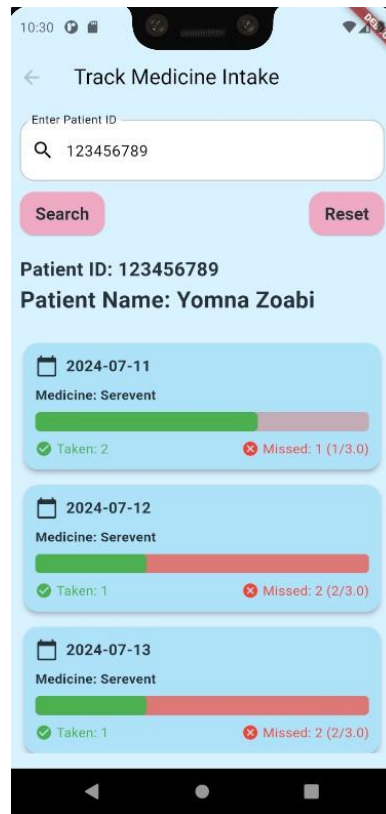 10:30
Track Medicine Intake
Enter Patient ID
123456789
Search Reset
Patient ID: 123456789
Patient Name: Yomna Zoabi
2024-07-11
Medicine: Serevent
Taken: 2 Missed: 1 (1/3.0)
2024-07-12
Medicine: Serevent
Taken: 1 Missed: 2 (2/3.0)
2024-07-13
Medicine: Serevent
Taken: 1 Missed: 2 (2/3.0)